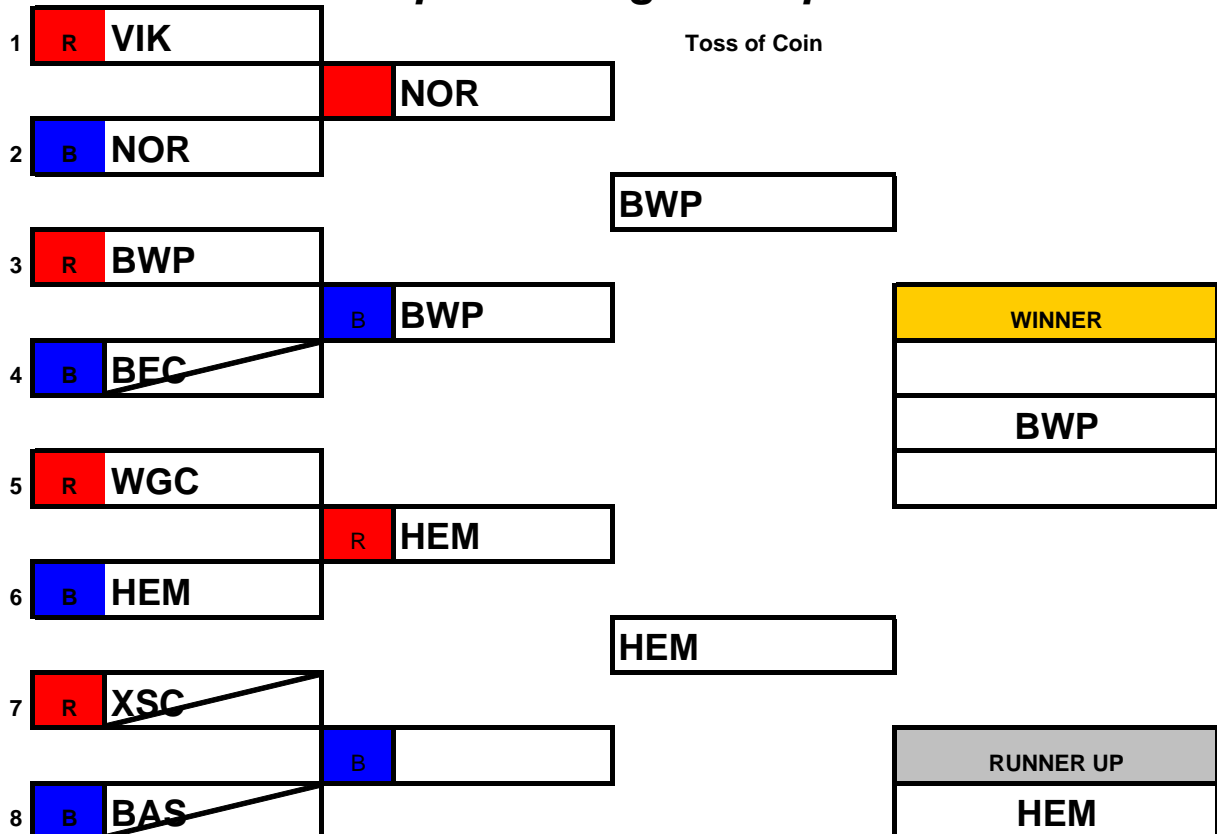 1 R VIK
Toss of Coin
NOR
2 B NOR
BWP
3 R BWP
B BWP
WINNER
4 B BEC
BWP
5 R WGC
R HEM
6 B HEM
HEM
7 R XSC
B
RUNNER UP
8 B BAS
HEM